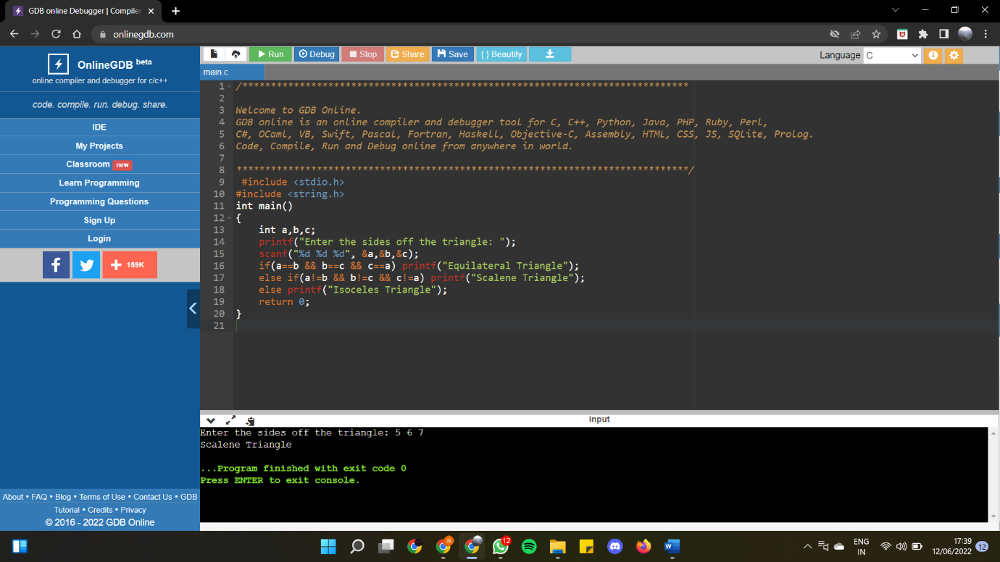 GDB online Debugger | Compiler
onlinegdb.com
OnlineGDB beta
online compiler and debugger for c/c++
code. compile. run. debug. share.
IDE
My Projects
Classroom new
Learn Programming
Programming Questions
Sign Up
Login
159K
About • FAQ • Blog • Terms of Use • Contact Us • GDB
Tutorial • Credits • Privacy
© 2016 - 2022 GDB Online
Run Debug Stop Share Save { } Beautify
Language C
main.c
1 /******************************************************************************
2
3 Welcome to GDB Online.
4 GDB online is an online compiler and debugger tool for C, C++, Python, Java, PHP, Ruby, Perl,
5 C#, OCaml, VB, Swift, Pascal, Fortran, Haskell, Objective-C, Assembly, HTML, CSS, JS, SQLite, Prolog.
6 Code, Compile, Run and Debug online from anywhere in world.
7
8 *******************************************************************************/
9  #include <stdio.h>
10 #include <string.h>
11 int main()
12 {
13     int a,b,c;
14     printf("Enter the sides off the triangle: ");
15     scanf("%d %d %d", &a,&b,&c);
16     if(a==b && b==c && c==a) printf("Equilateral Triangle");
17     else if(a!=b && b!=c && c!=a) printf("Scalene Triangle");
18     else printf("Isoceles Triangle");
19     return 0;
20 }
21
input
Enter the sides off the triangle: 5 6 7
Scalene Triangle
...Program finished with exit code 0
Press ENTER to exit console.
N
12
ENG
IN
17:39
12/06/2022
12